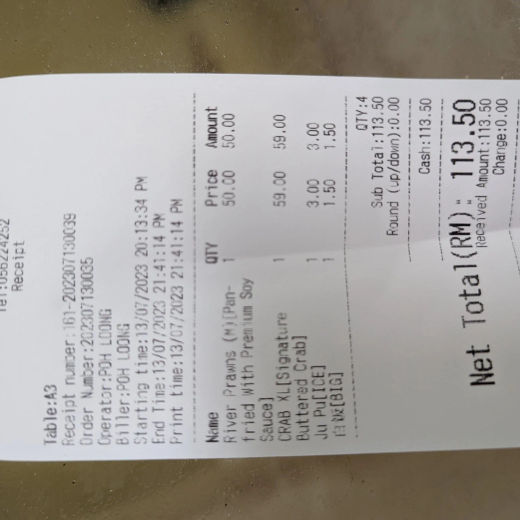 Tel:056224252
Receipt
Table:A3
Receipt number:161-202307130039
Order Number:202307130035
Operator:POH LOONG
Biller:POH LOONG
Starting time:13/07/2023 20:13:34 PM
End Time:13/07/2023 21:41:14 PM
Print time:13/07/2023 21:41:14 PM
Name QTY Price Amount
River Prawns (M)[Pan- 1 50.00 50.00
fried With Premium Soy
Sauce]
CRAB XL[Signature 1 59.00 59.00
Buttered Crab]
Ju Pu[ICE] 1 3.00 3.00
[BIG] 1 1.50 1.50
QTY:4
Sub Total:113.50
Round (up/down):0.00
Cash:113.50
Net Total(RM): 113.50
Received Amount:113.50
Change:0.00